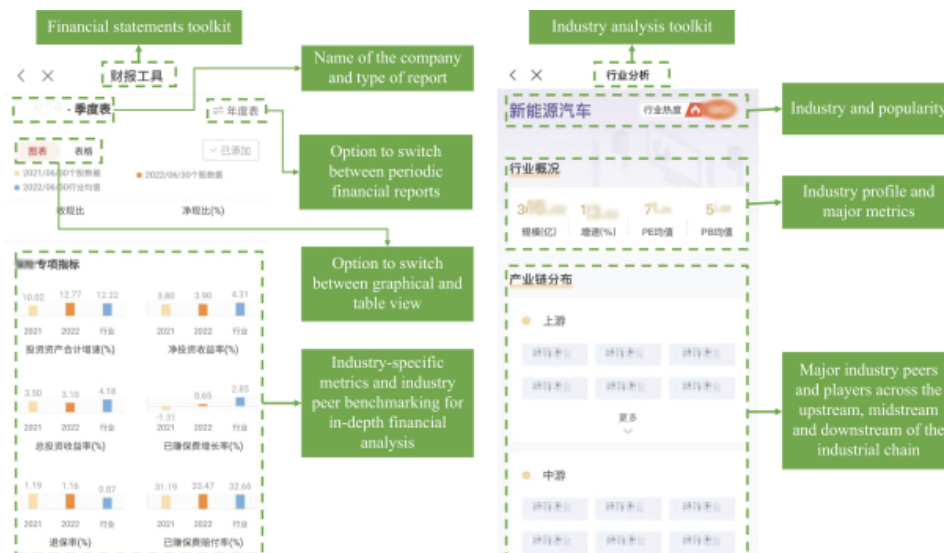 Financial statements toolkit
财报工具
- 季度表
年度表
图表 表格
已添加
2021/06/30个股数据
2022/06/30个股数据
2022/06/30行业均值
收现比 净现比(%)
专项指标
10.02 12.77 12.22
2021 2022 行业
投资资产合计增速(%)
3.80 3.90 4.31
2021 2022 行业
净投资收益率(%)
3.50 3.10 4.18
2021 2022 行业
总投资收益率(%)
-1.31 0.65 2.85
2021 2022 行业
已赚保费增长率(%)
1.19 1.16 0.87
2021 2022 行业
退保率(%)
31.19 33.47 32.66
2021 2022 行业
已赚保费赔付率(%)
Name of the company
and type of report
Option to switch
between periodic
financial reports
Option to switch
between graphical and
table view
Industry-specific
metrics and industry
peer benchmarking for
in-depth financial
analysis
Industry analysis toolkit
行业分析
新能源汽车
行业热度
行业概况
规模(亿) 增速(%) PE均值 PB均值
产业链分布
上游
更多
中游
Industry and popularity
Industry profile and
major metrics
Major industry peers
and players across the
upstream, midstream
and downstream of the
industrial chain